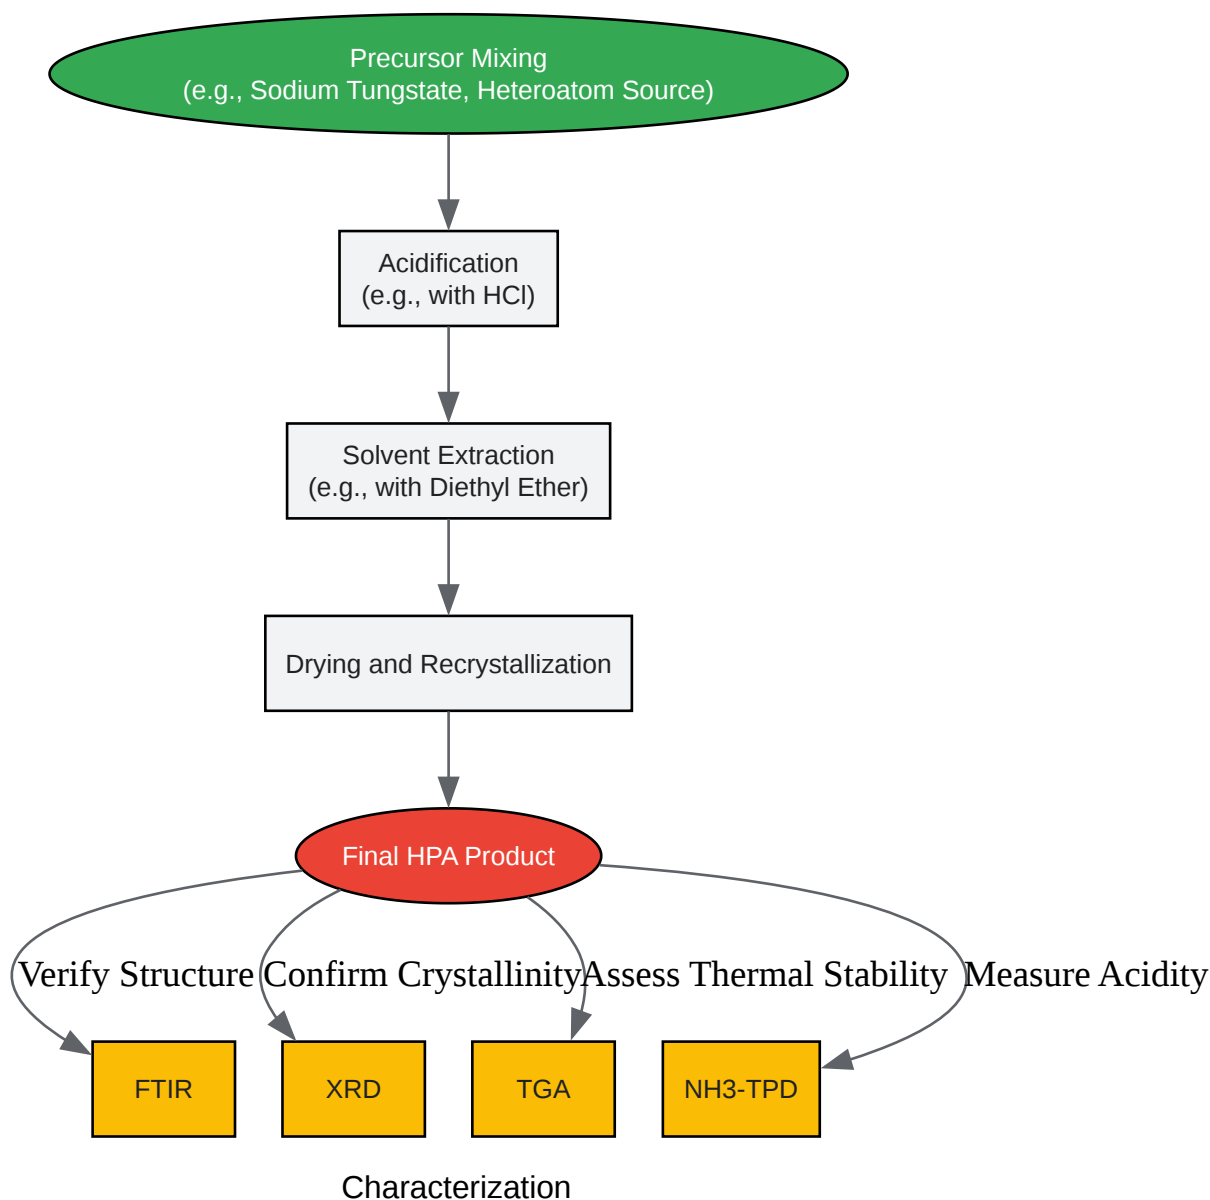 Precursor Mixing
(e.g., Sodium Tungstate, Heteroatom Source)
Acidification
(e.g., with HCl)
Solvent Extraction
(e.g., with Diethyl Ether)
Drying and Recrystallization
Final HPA Product
Verify Structure
Confirm Crystallinity
Assess Thermal Stability
Measure Acidity
FTIR
XRD
TGA
NH3-TPD
Characterization